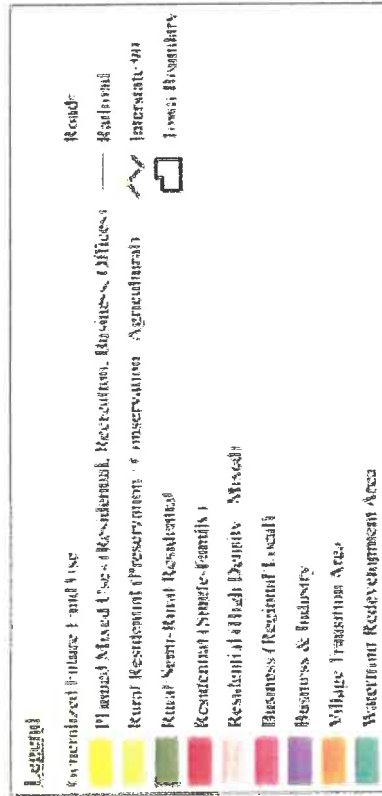 Legend
Generalized Future Land Use
Planned Mixed Uses (Residential, Recreation, Business, Offices)
Rural Residential (Preservation / Conservation / Agricultural)
Rural/Semi-Rural Residential
Residential (Single-Family)
Residential (High Density / Mixed)
Business (Regional/Local)
Business & Industry
Village Transition Area
Waterfront Redevelopment Area
Roads
Railroad
Interstate
Town Boundary